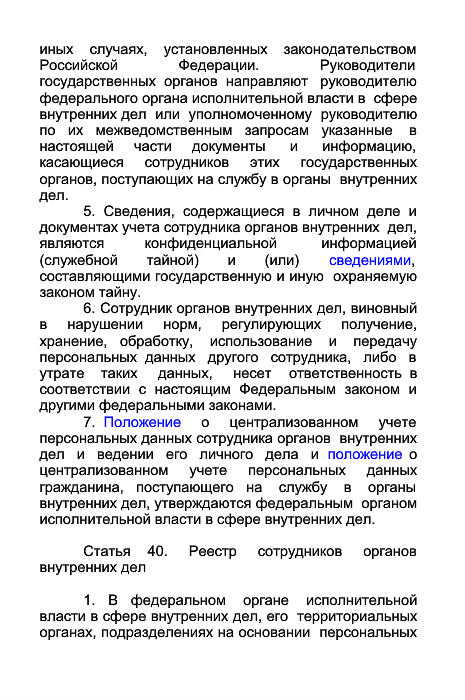 иных случаях, установленных законодательством
Российской Федерации. Руководители
государственных органов направляют руководителю
федерального органа исполнительной власти в сфере
внутренних дел или уполномоченному руководителю
по их межведомственным запросам указанные в
настоящей части документы и информацию,
касающиеся сотрудников этих государственных
органов, поступающих на службу в органы внутренних
дел.
5. Сведения, содержащиеся в личном деле и
документах учета сотрудника органов внутренних дел,
являются конфиденциальной информацией
(служебной тайной) и (или) сведениями,
составляющими государственную и иную охраняемую
законом тайну.
6. Сотрудник органов внутренних дел, виновный
в нарушении норм, регулирующих получение,
хранение, обработку, использование и передачу
персональных данных другого сотрудника, либо в
утрате таких данных, несет ответственность в
соответствии с настоящим Федеральным законом и
другими федеральными законами.
7. Положение о централизованном учете
персональных данных сотрудника органов внутренних
дел и ведении его личного дела и положение о
централизованном учете персональных данных
гражданина, поступающего на службу в органы
внутренних дел, утверждаются федеральным органом
исполнительной власти в сфере внутренних дел.
Статья 40. Реестр сотрудников органов
внутренних дел
1. В федеральном органе исполнительной
власти в сфере внутренних дел, его территориальных
органах, подразделениях на основании персональных